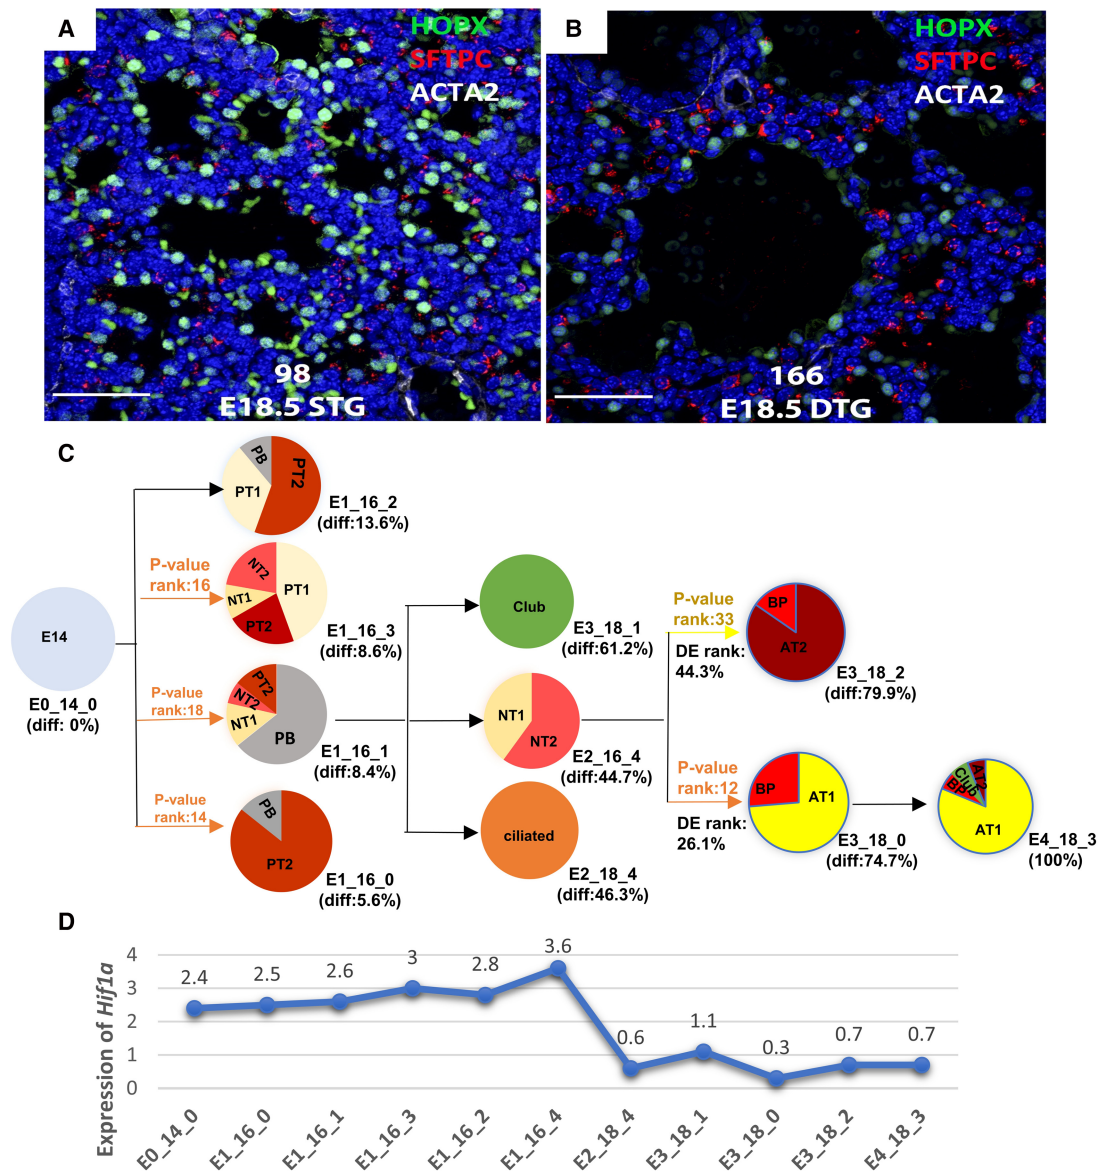 A
HOPX
SFTPC
ACTA2
98
E18.5 STG
B
HOPX
SFTPC
ACTA2
166
E18.5 DTG
C
E14
E0_14_0
(diff: 0%)
PB
PT2
PT1
E1_16_2
(diff:13.6%)
P-value
rank:16
NT2
PT1
NT1
PT2
E1_16_3
(diff:8.6%)
P-value
rank:18
PT2
NT2
NT1
PB
E1_16_1
(diff:8.4%)
P-value
rank:14
PB
PT2
E1_16_0
(diff:5.6%)
Club
E3_18_1
(diff:61.2%)
NT1
NT2
E2_16_4
(diff:44.7%)
ciliated
E2_18_4
(diff:46.3%)
P-value
rank:33
DE rank:
44.3%
BP
AT2
E3_18_2
(diff:79.9%)
P-value
rank:12
DE rank:
26.1%
BP
AT1
E3_18_0
(diff:74.7%)
BP
Club
AT2
AT1
E4_18_3
(100%)
D
Expression of Hif1a
4
3
2
1
0
2.4
2.5
2.6
3
2.8
3.6
0.6
1.1
0.3
0.7
0.7
E0_14_0
E1_16_0
E1_16_1
E1_16_3
E1_16_2
E1_16_4
E2_18_4
E3_18_1
E3_18_0
E3_18_2
E4_18_3